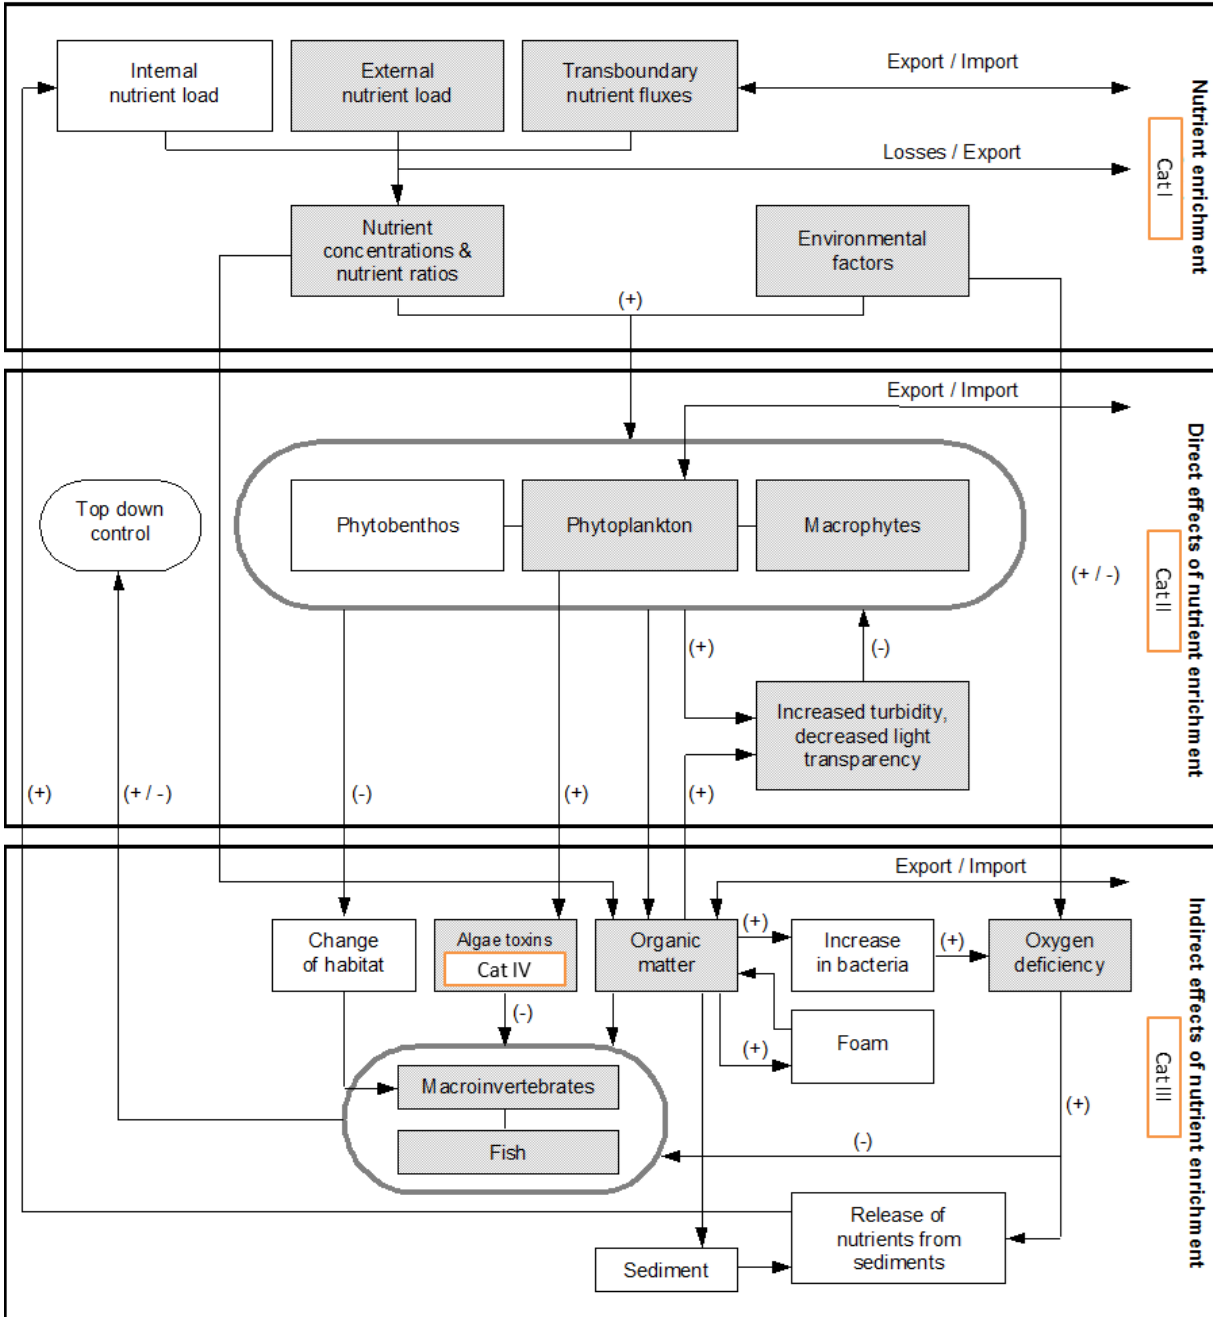 Internal
nutrient load
External
nutrient load
Transboundary
nutrient fluxes
Export / Import
Losses / Export
Nutrient
concentrations &
nutrient ratios
Environmental
factors
(+)
Nutrient enrichment
Cat I
Export / Import
Top down
control
Phytobenthos
Phytoplankton
Macrophytes
(+ / -)
(+)
(-)
Increased turbidity,
decreased light
transparency
(+)
(+ / -)
(-)
(+)
(+)
Direct effects of nutrient enrichment
Cat II
Export / Import
Change
of habitat
Algae toxins
Cat IV
Organic
matter
(+)
Increase
in bacteria
(+)
Oxygen
deficiency
(-)
(+)
Foam
Macroinvertebrates
Fish
(+)
(-)
Release of
nutrients from
sediments
Sediment
Indirect effects of nutrient enrichment
Cat III